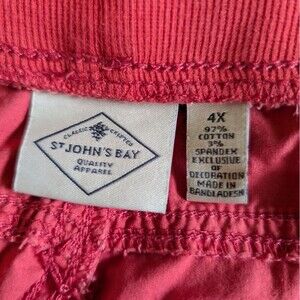 CLASSIC CRAFTED
ST JOHN'S BAY
QUALITY
APPAREL
4X
97%
COTTON
3%
SPANDEX
EXCLUSIVE
OF
DECORATION
MADE IN
BANGLADESH